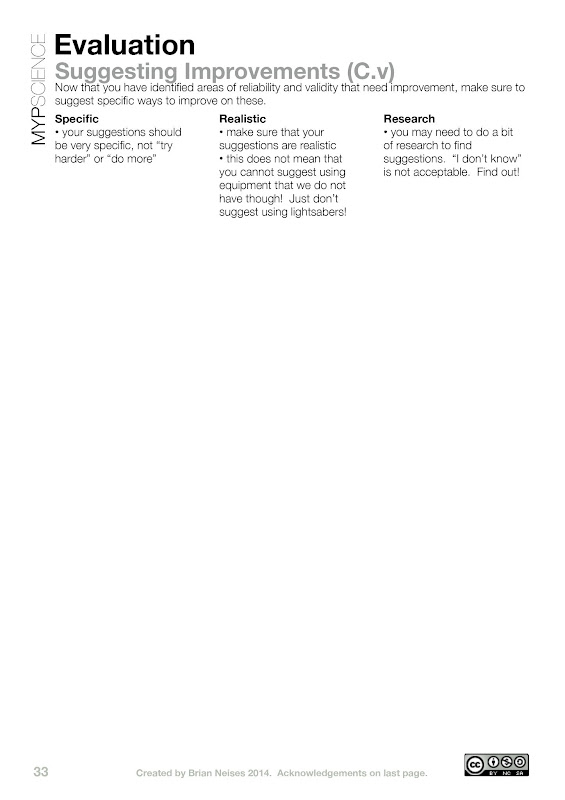 MYPSCIENCE
Evaluation
Suggesting Improvements (C.v)
Now that you have identified areas of reliability and validity that need improvement, make sure to
suggest specific ways to improve on these.
Specific
• your suggestions should
be very specific, not “try
harder” or “do more”
Realistic
• make sure that your
suggestions are realistic
• this does not mean that
you cannot suggest using
equipment that we do not
have though!  Just don’t
suggest using lightsabers!
Research
• you may need to do a bit
of research to find
suggestions.  “I don’t know”
is not acceptable.  Find out!
33
Created by Brian Neises 2014.  Acknowledgements on last page.
cc
BY NC SA